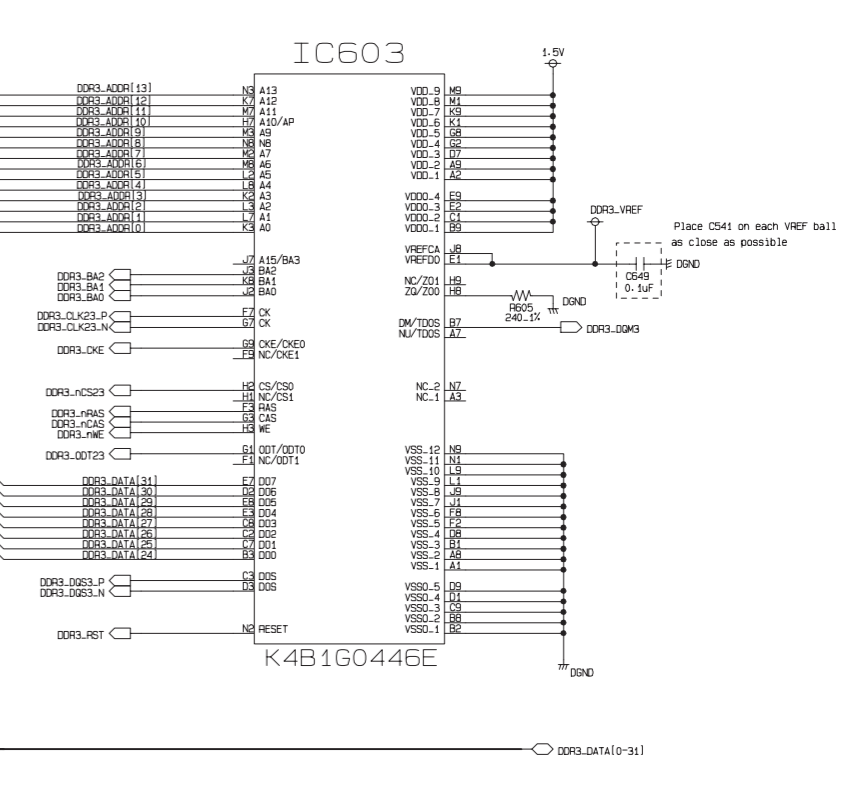 IC603
1.5V
DDR3_ADDR[13] N3 A13 VDD_9 M9
DDR3_ADDR[12] K7 A12 VDD_8 M1
DDR3_ADDR[11] M7 A11 VDD_7 K9
DDR3_ADDR[10] H7 A10/AP VDD_6 K1
DDR3_ADDR[9] M3 A9 VDD_5 G8
DDR3_ADDR[8] N8 N8 VDD_4 G2
DDR3_ADDR[7] M2 A7 VDD_3 D7
DDR3_ADDR[6] M8 A6 VDD_2 A9
DDR3_ADDR[5] L2 A5 VDD_1 A2
DDR3_ADDR[4] L8 A4
DDR3_ADDR[3] K2 A3 VDDQ_4 E9
DDR3_ADDR[2] L3 A2 VDDQ_3 E2
DDR3_ADDR[1] L7 A1 VDDQ_2 C1
DDR3_ADDR[0] K3 A0 VDDQ_1 B9
DDR3_VREF
Place C541 on each VREF ball
as close as possible
VREFCA J8
J7 A15/BA3 VREFDQ E1
DGND
DDR3_BA2 J3 BA2
DDR3_BA1 K8 BA1 NC/ZQ1 H9
DDR3_BA0 J2 BA0 ZQ/ZQ0 H8
C649
0.1uF
R605
240_1%
DGND
DDR3_CLK23_P F7 CK
DDR3_CLK23_N G7 CK DM/TDQS B7 DDR3_DQM3
NU/TDQS A7
DDR3_CKE G9 CKE/CKE0
F9 NC/CKE1
DDR3_nCS23 H2 CS/CS0 NC_2 N7
H1 NC/CS1 NC_1 A3
DDR3_nRAS F3 RAS
DDR3_nCAS G3 CAS
DDR3_nWE H3 WE
DDR3_ODT23 G1 ODT/ODT0 VSS_12 N9
F1 NC/ODT1 VSS_11 N1
VSS_10 L9
DDR3_DATA[31] E7 DQ7 VSS_9 L1
DDR3_DATA[30] D2 DQ6 VSS_8 J9
DDR3_DATA[29] E8 DQ5 VSS_7 J1
DDR3_DATA[28] E3 DQ4 VSS_6 F8
DDR3_DATA[27] C8 DQ3 VSS_5 F2
DDR3_DATA[26] C2 DQ2 VSS_4 D8
DDR3_DATA[25] C7 DQ1 VSS_3 B1
DDR3_DATA[24] B3 DQ0 VSS_2 A8
VSS_1 A1
DDR3_DQS3_P C3 DQS
DDR3_DQS3_N D3 DQS VSSQ_5 D9
VSSQ_4 D1
VSSQ_3 C9
VSSQ_2 B8
DDR3_RST N2 RESET VSSQ_1 B2
K4B1G0446E
DGND
DDR3_DATA[0-31]